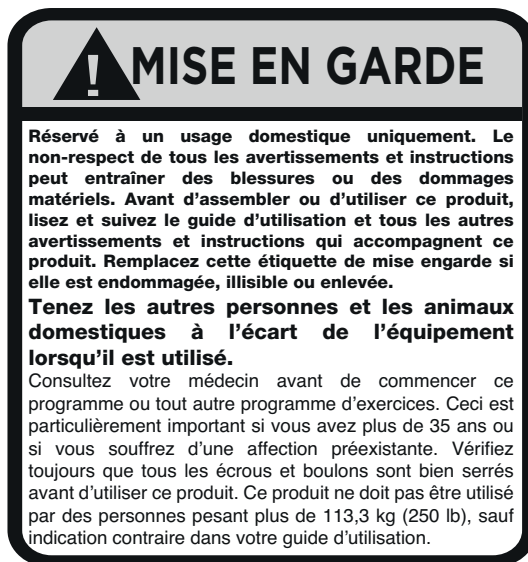 ! MISE EN GARDE
Réservé à un usage domestique uniquement. Le
non-respect de tous les avertissements et instructions
peut entraîner des blessures ou des dommages
matériels. Avant d’assembler ou d’utiliser ce produit,
lisez et suivez le guide d’utilisation et tous les autres
avertissements et instructions qui accompagnent ce
produit. Remplacez cette étiquette de mise engarde si
elle est endommagée, illisible ou enlevée.
Tenez les autres personnes et les animaux
domestiques à l’écart de l’équipement
lorsqu’il est utilisé.
Consultez votre médecin avant de commencer ce
programme ou tout autre programme d’exercices. Ceci est
particulièrement important si vous avez plus de 35 ans ou
si vous souffrez d’une affection préexistante. Vérifiez
toujours que tous les écrous et boulons sont bien serrés
avant d’utiliser ce produit. Ce produit ne doit pas être utilisé
par des personnes pesant plus de 113,3 kg (250 lb), sauf
indication contraire dans votre guide d’utilisation.